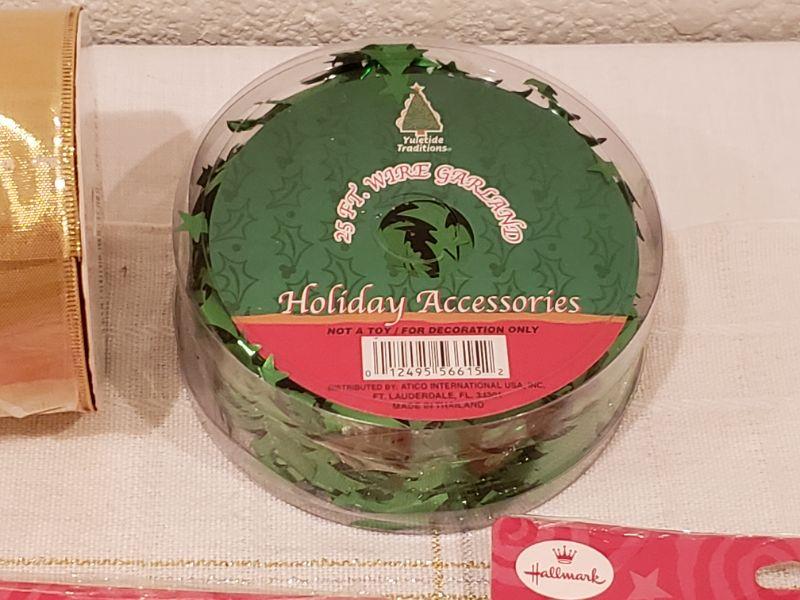 Yuletide
Traditions®
25 FT. WIRE GARLAND
Holiday Accessories
NOT A TOY / FOR DECORATION ONLY
0 12495 56615 2
DISTRIBUTED BY: ATICO INTERNATIONAL USA, INC.
FT. LAUDERDALE, FL.
MADE IN THAILAND
Hallmark